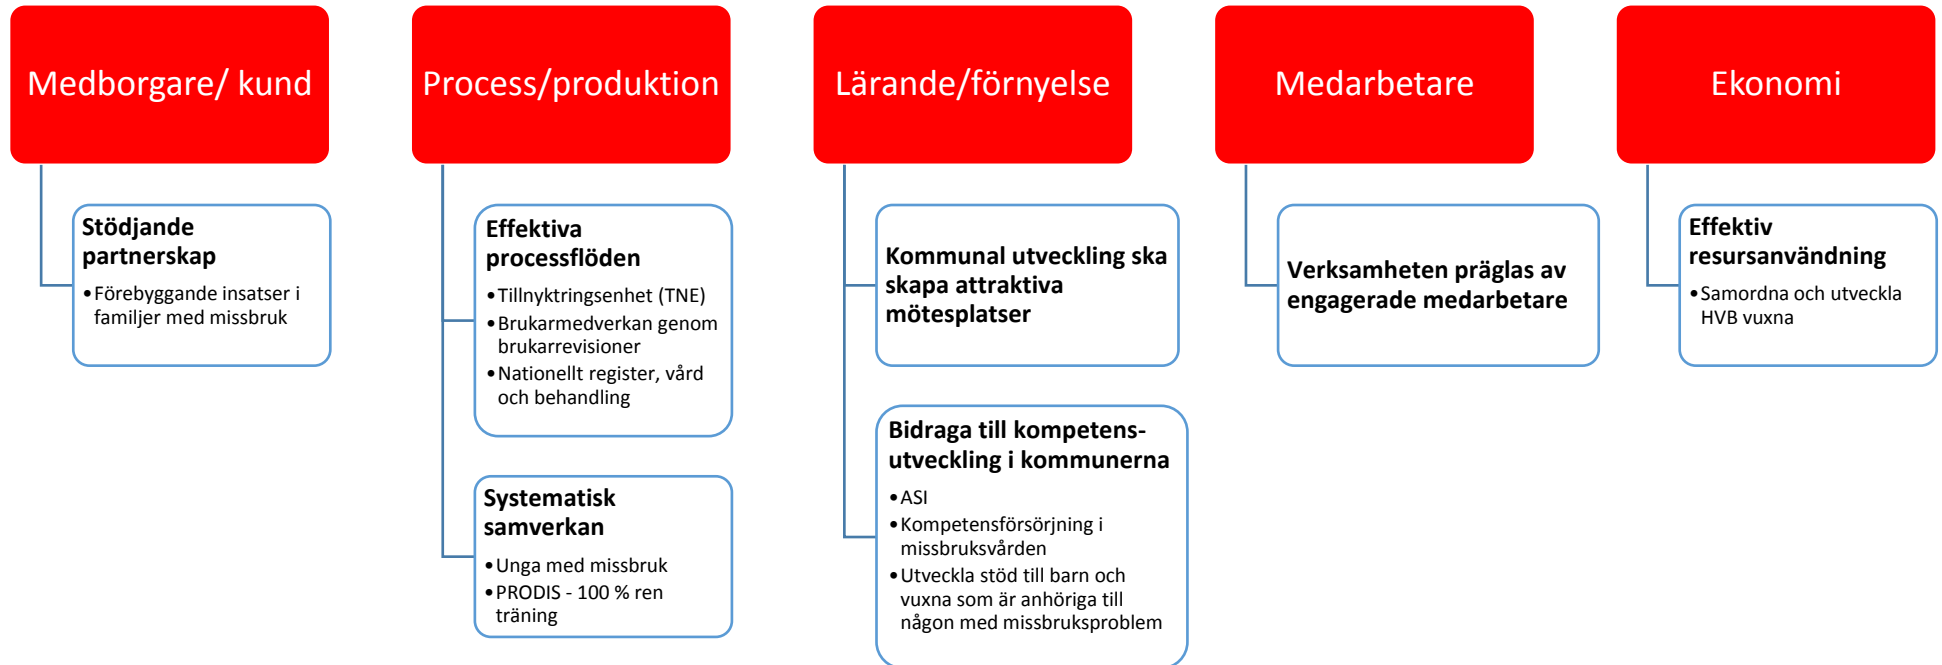 Medborgare/ kund
Stödjande
partnerskap
•Förebyggande insatser i
familjer med missbruk
Process/produktion
Effektiva
processflöden
•Tillnyktringsenhet (TNE)
•Brukarmedverkan genom
brukarrevisioner
•Nationellt register, vård
och behandling
Systematisk
samverkan
•Unga med missbruk
•PRODIS - 100 % ren
träning
Lärande/förnyelse
Kommunal utveckling ska
skapa attraktiva
mötesplatser
Bidraga till kompetens-
utveckling i kommunerna
•ASI
•Kompetensförsörjning i
missbruksvården
•Utveckla stöd till barn och
vuxna som är anhöriga till
någon med missbruksproblem
Medarbetare
Verksamheten präglas av
engagerade medarbetare
Ekonomi
Effektiv
resursanvändning
•Samordna och utveckla
HVB vuxna